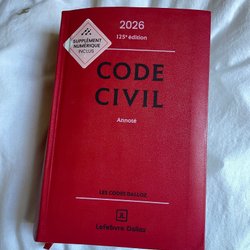 2026
125e édition
SUPPLÉMENT
NUMÉRIQUE
INCLUS
CODE
CIVIL
Annoté
LES CODES DALLOZ
Lefebvre Dalloz